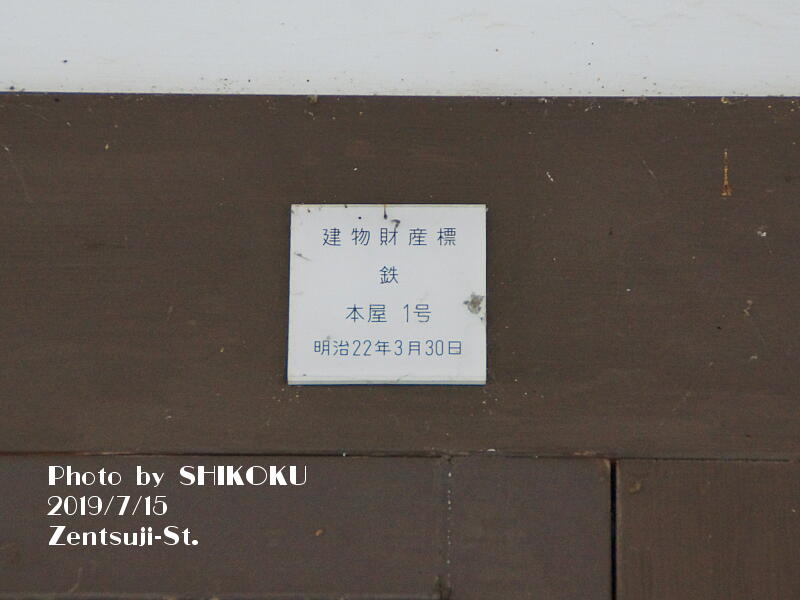 建物財産標
鉄
本屋 1号
明治22年3月30日
Photo by SHIKOKU
2019/7/15
Zentsuji-St.